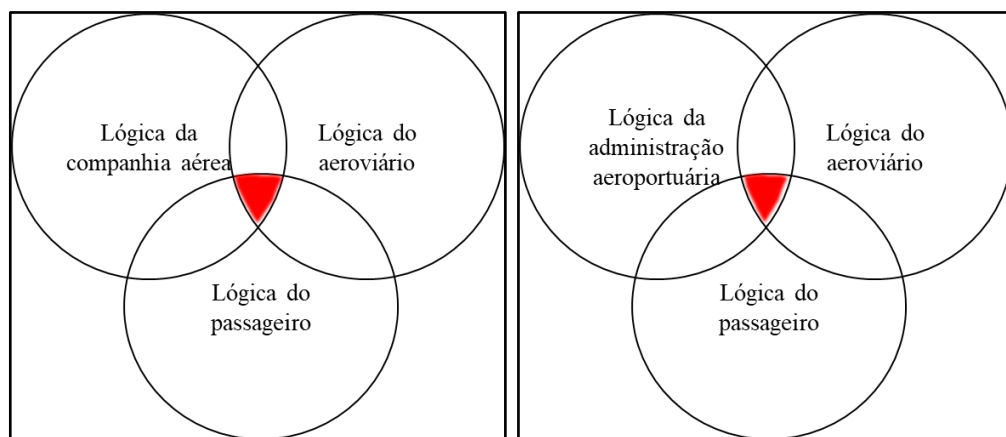 Lógica da
companhia aérea
Lógica do
aeroviário
Lógica do
passageiro
Lógica da
administração
aeroportuária
Lógica do
aeroviário
Lógica do
passageiro